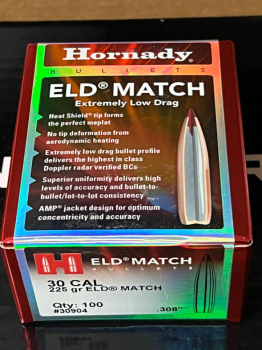 Hornady®
BULLETS
ELD® MATCH
Extremely Low Drag
Heat Shield® tip forms
the perfect meplat
No tip deformation from
aerodynamic heating
Extremely low drag bullet profile
delivers the highest in class
Doppler radar verified BCs
Superior uniformity delivers high
levels of accuracy and bullet-to-
bullet/lot-to-lot consistency
AMP® jacket design for optimum
concentricity and accuracy
H ELD® MATCH
BULLETS
30 CAL
225 gr ELD® MATCH
Qty: 100
#30904 .308"